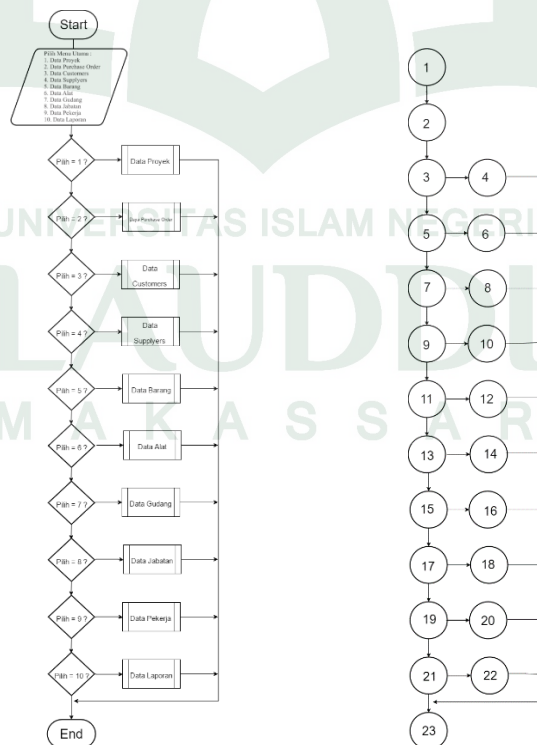 Start
Pilih Menu Utama :
1. Data Proyek
2. Data Purchase Order
3. Data Customers
4. Data Supplyers
5. Data Barang
6. Data Alat
7. Data Gudang
8. Data Jabatan
9. Data Pekerja
10. Data Laporan
Pilih = 1 ?
Data Proyek
Pilih = 2 ?
Data Purchase Order
Pilih = 3 ?
Data
Customers
Pilih = 4 ?
Data
Supplyers
Pilih = 5 ?
Data Barang
Pilih = 6 ?
Data Alat
Pilih = 7 ?
Data Gudang
Pilih = 8 ?
Data Jabatan
Pilih = 9 ?
Data Pekerja
Pilih = 10 ?
Data Laporan
End
1
2
3 4
5 6
7 8
9 10
11 12
13 14
15 16
17 18
19 20
21 22
23
UNIVERSITAS ISLAM NEGERI
LAUDDU
MAKASSAR